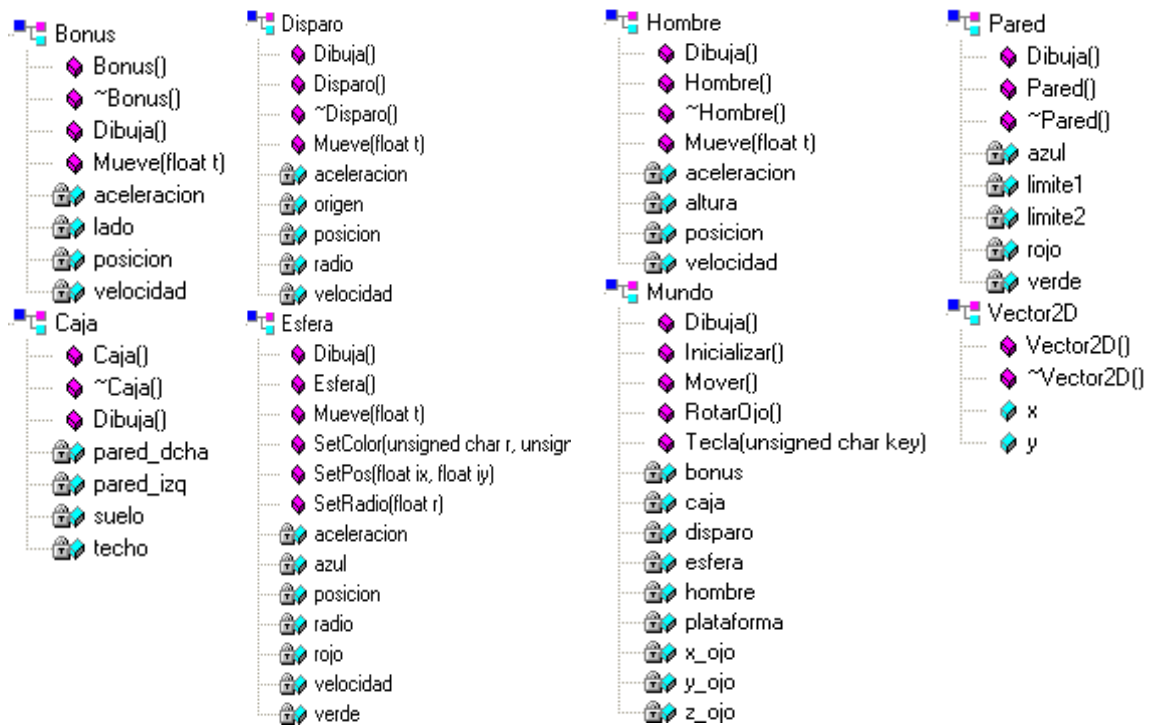 Bonus
Bonus()
~Bonus()
Dibuja()
Mueve(float t)
aceleracion
lado
posicion
velocidad
Caja
Caja()
~Caja()
Dibuja()
pared_dcha
pared_izq
suelo
techo
Disparo
Dibuja()
Disparo()
~Disparo()
Mueve(float t)
aceleracion
origen
posicion
radio
velocidad
Esfera
Dibuja()
Esfera()
Mueve(float t)
SetColor(unsigned char r, unsigr
SetPos(float ix, float iy)
SetRadio(float r)
aceleracion
azul
posicion
radio
rojo
velocidad
verde
Hombre
Dibuja()
Hombre()
~Hombre()
Mueve(float t)
aceleracion
altura
posicion
velocidad
Mundo
Dibuja()
Inicializar()
Mover()
RotarOjo()
Tecla(unsigned char key)
bonus
caja
disparo
esfera
hombre
plataforma
x_ojo
y_ojo
z_ojo
Pared
Dibuja()
Pared()
~Pared()
azul
limite1
limite2
rojo
verde
Vector2D
Vector2D()
~Vector2D()
x
y